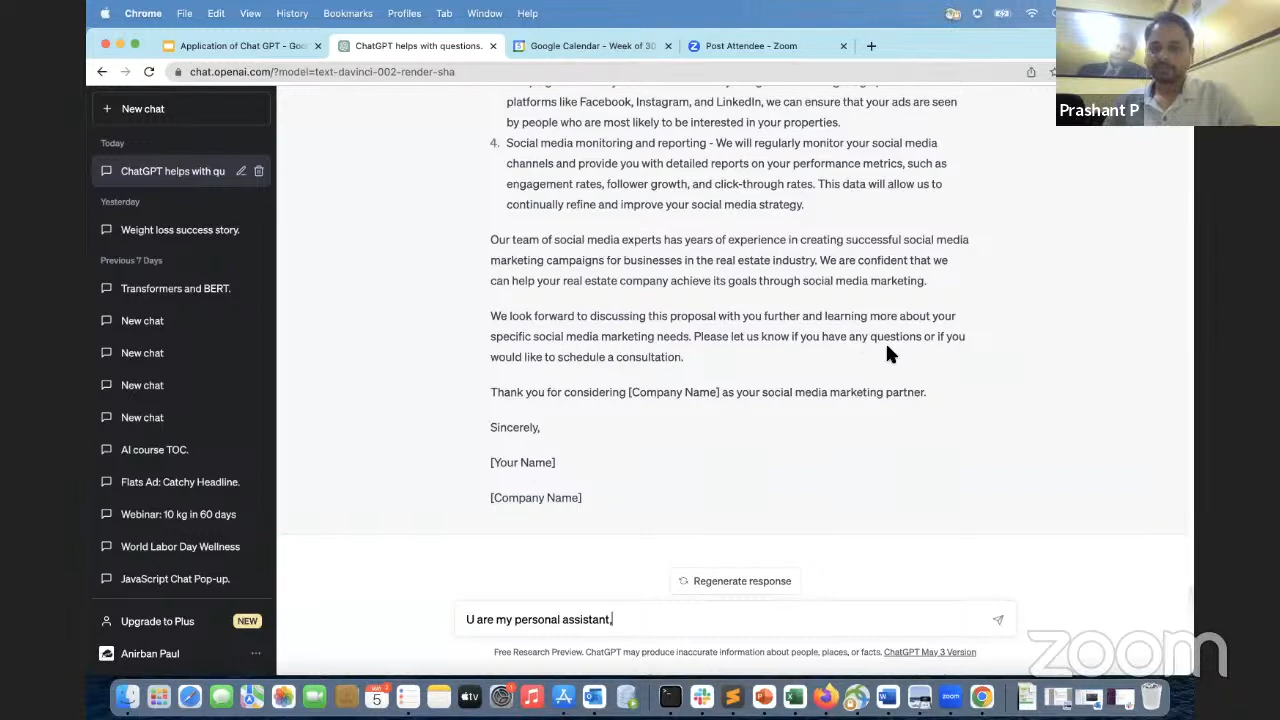 Chrome File Edit View History Bookmarks Profiles Tab Window Help
Application of Chat GPT - Goo
ChatGPT helps with questions.
Google Calendar - Week of 30
Post Attendee - Zoom
chat.openai.com/?model=text-davinci-002-render-sha
Prashant P
New chat
Today
ChatGPT helps with qu
Yesterday
Weight loss success story.
Previous 7 Days
Transformers and BERT.
New chat
New chat
New chat
New chat
AI course TOC.
Flats Ad: Catchy Headline.
Webinar: 10 kg in 60 days
World Labor Day Wellness
JavaScript Chat Pop-up.
Upgrade to Plus NEW
Anirban Paul
platforms like Facebook, Instagram, and LinkedIn, we can ensure that your ads are seen
by people who are most likely to be interested in your properties.
4. Social media monitoring and reporting - We will regularly monitor your social media
channels and provide you with detailed reports on your performance metrics, such as
engagement rates, follower growth, and click-through rates. This data will allow us to
continually refine and improve your social media strategy.
Our team of social media experts has years of experience in creating successful social media
marketing campaigns for businesses in the real estate industry. We are confident that we
can help your real estate company achieve its goals through social media marketing.
We look forward to discussing this proposal with you further and learning more about your
specific social media marketing needs. Please let us know if you have any questions or if you
would like to schedule a consultation.
Thank you for considering [Company Name] as your social media marketing partner.
Sincerely,
[Your Name]
[Company Name]
Regenerate response
U are my personal assistant,
Free Research Preview. ChatGPT may produce inaccurate information about people, places, or facts. ChatGPT May 3 Version
zoom
5
tv
zoom